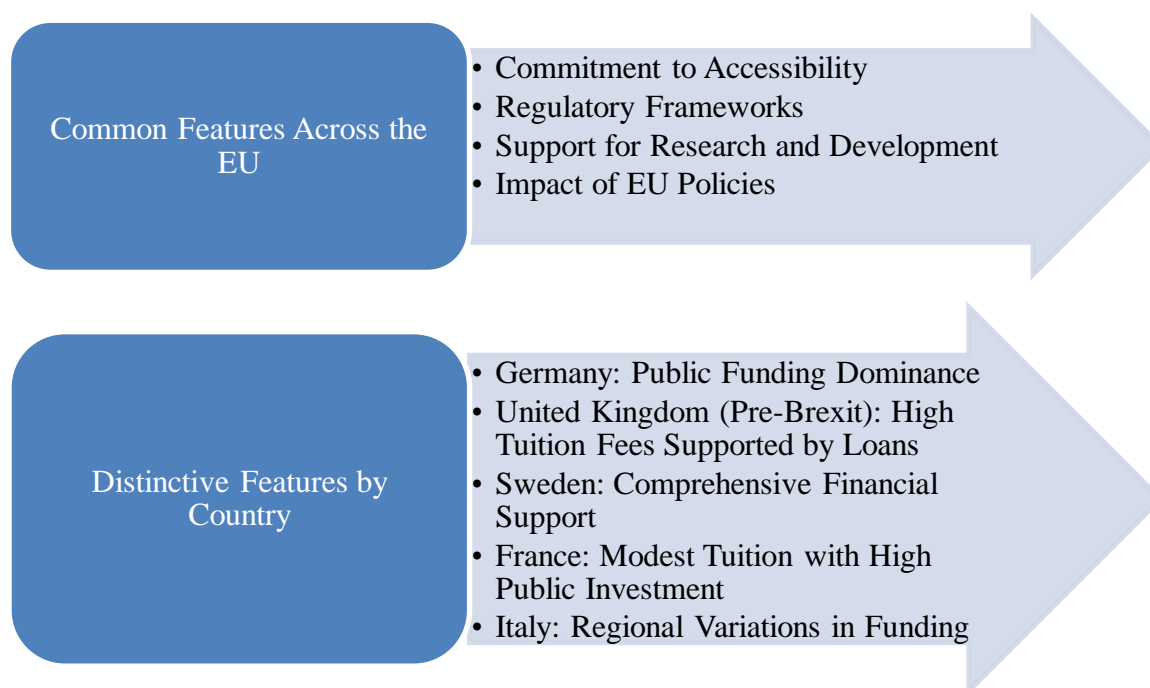 Common Features Across the
EU
• Commitment to Accessibility
• Regulatory Frameworks
• Support for Research and Development
• Impact of EU Policies
Distinctive Features by
Country
• Germany: Public Funding Dominance
• United Kingdom (Pre-Brexit): High
Tuition Fees Supported by Loans
• Sweden: Comprehensive Financial
Support
• France: Modest Tuition with High
Public Investment
• Italy: Regional Variations in Funding